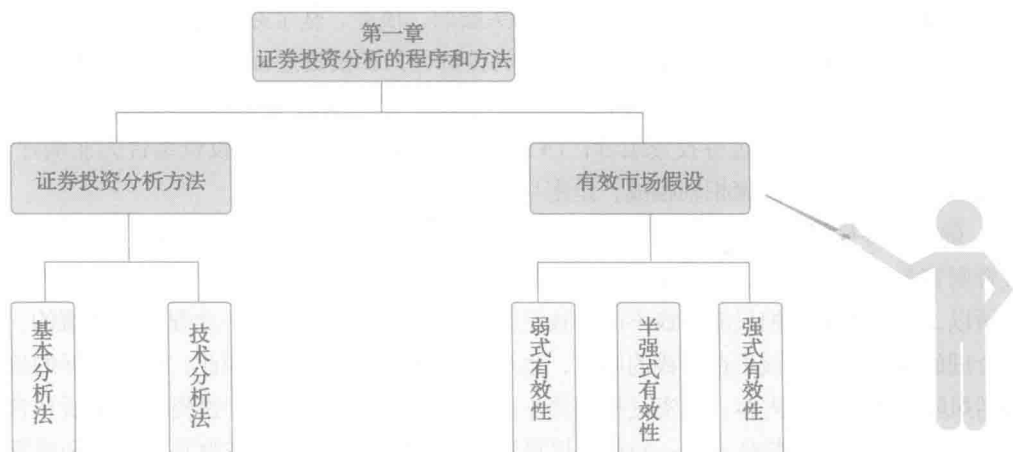 第一章
证券投资分析的程序和方法
证券投资分析方法
有效市场假设
基本分析法
技术分析法
弱式有效性
半强式有效性
强式有效性